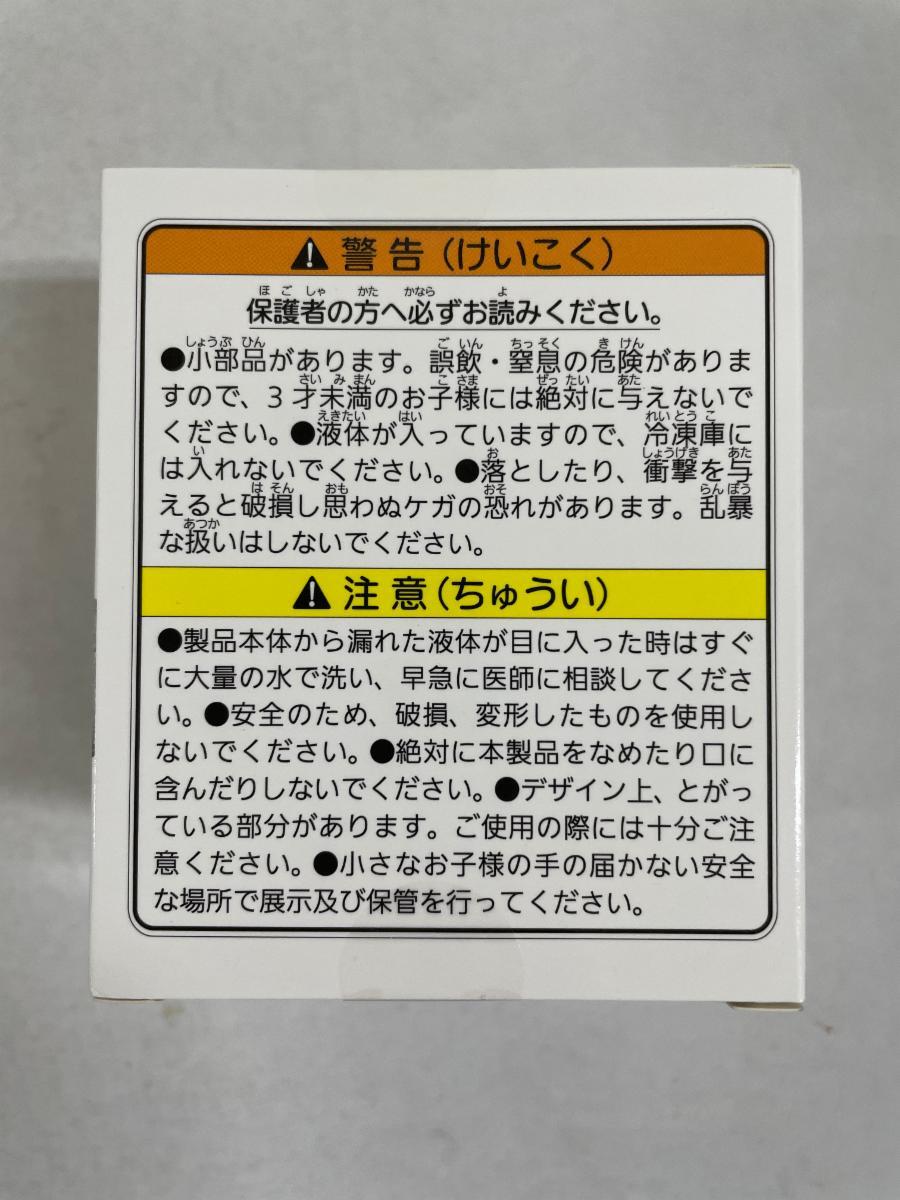 警告(けいこく)
保護者の方へ必ずお読みください。
●小部品があります。誤飲・窒息の危険がありま
すので、3才未満のお子様には絶対に与えないで
ください。●液体が入っていますので、冷凍庫に
は入れないでください。●落としたり、衝撃を与
えると破損し思わぬケガの恐れがあります。乱暴
な扱いはしないでください。
注意(ちゅうい)
●製品本体から漏れた液体が目に入った時はすぐ
に大量の水で洗い、早急に医師に相談してくださ
い。●安全のため、破損、変形したものを使用し
ないでください。●絶対に本製品をなめたり口に
含んだりしないでください。●デザイン上、とがっ
ている部分があります。ご使用の際には十分ご注
意ください。●小さなお子様の手の届かない安全
な場所で展示及び保管を行ってください。